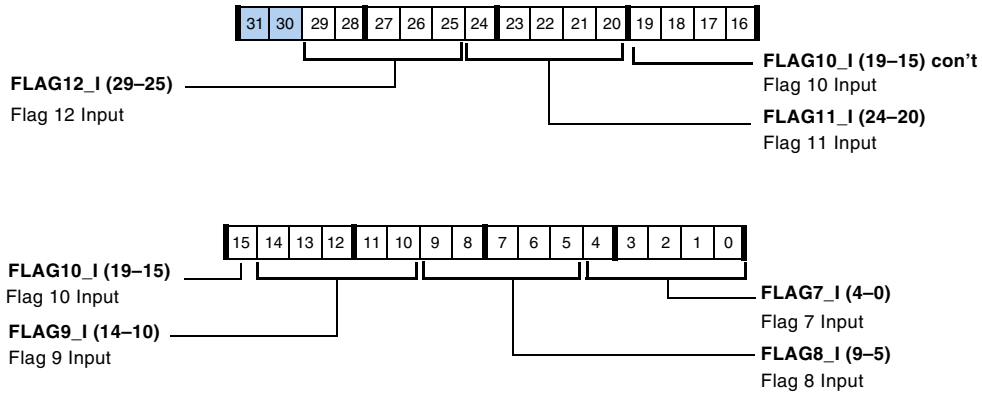 31 30 29 28 27 26 25 24 23 22 21 20 19 18 17 16
FLAG12_I (29–25)
Flag 12 Input
FLAG10_I (19–15) con't
Flag 10 Input
FLAG11_I (24–20)
Flag 11 Input
15 14 13 12 11 10 9 8 7 6 5 4 3 2 1 0
FLAG10_I (19–15)
Flag 10 Input
FLAG9_I (14–10)
Flag 9 Input
FLAG7_I (4–0)
Flag 7 Input
FLAG8_I (9–5)
Flag 8 Input